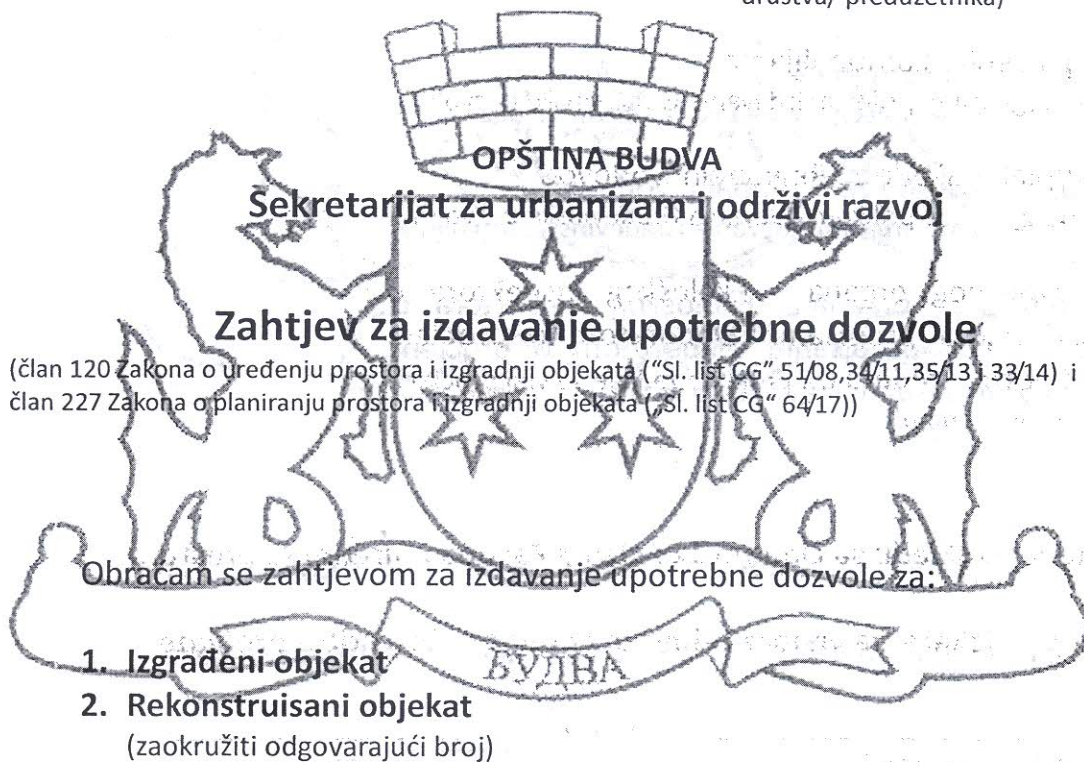 društva/ preduzetnika)
OPŠTINA BUDVA
Sekretarijat za urbanizam i održivi razvoj
Zahtjev za izdavanje upotrebne dozvole
(član 120 Zakona o uređenju prostora i izgradnji objekata (“Sl. list CG” 51/08,34/11,35/13 i 33/14) i
član 227 Zakona o planiranju prostora i izgradnji objekata („Sl. list CG“ 64/17))
Obraćam se zahtjevom za izdavanje upotrebne dozvole za:
1. Izgrađeni objekat
БУДВА
2. Rekonstruisani objekat
(zaokružiti odgovarajući broj)